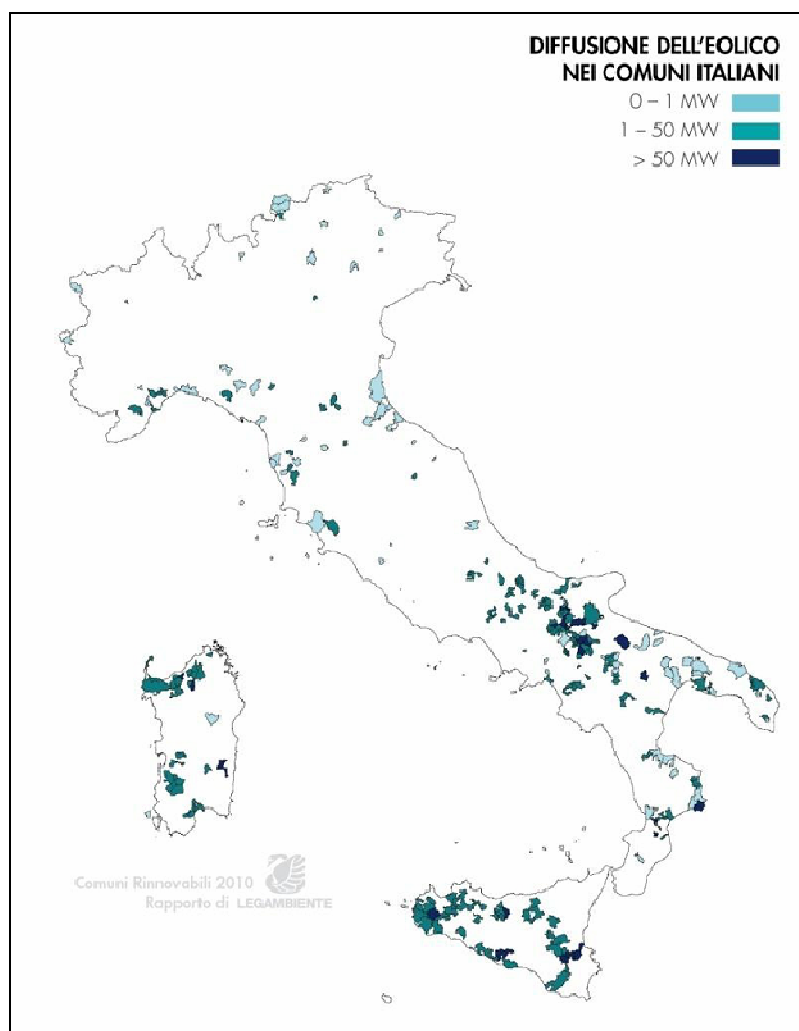 DIFFUSIONE DELL'EOLICO
NEI COMUNI ITALIANI
0 – 1 MW
1 – 50 MW
> 50 MW
Comuni Rinnovabili 2010
Rapporto di LEGAMBIENTE